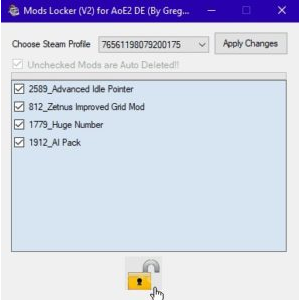 Mods Locker (V2) for AoE2 DE (By Greg...
Choose Steam Profile 76561198079200175 Apply Changes
Unchecked Mods are Auto Deleted!!
2589_Advanced Idle Pointer
812_Zetnus Improved Grid Mod
1779_Huge Number
1912_AI Pack